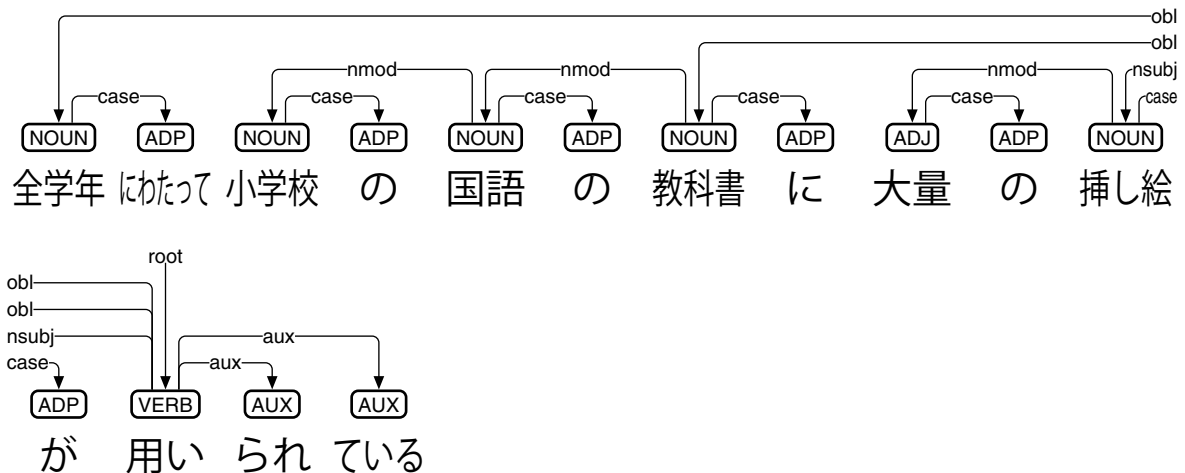 obl
obl
nmod nmod nmod nsubj
case case case case case case
NOUN ADP NOUN ADP NOUN ADP NOUN ADP ADJ ADP NOUN
全学年 にわたって 小学校 の 国語 の 教科書 に 大量 の 挿し絵
root
obl
obl
nsubj aux
case aux
ADP VERB AUX AUX
が 用い られ ている